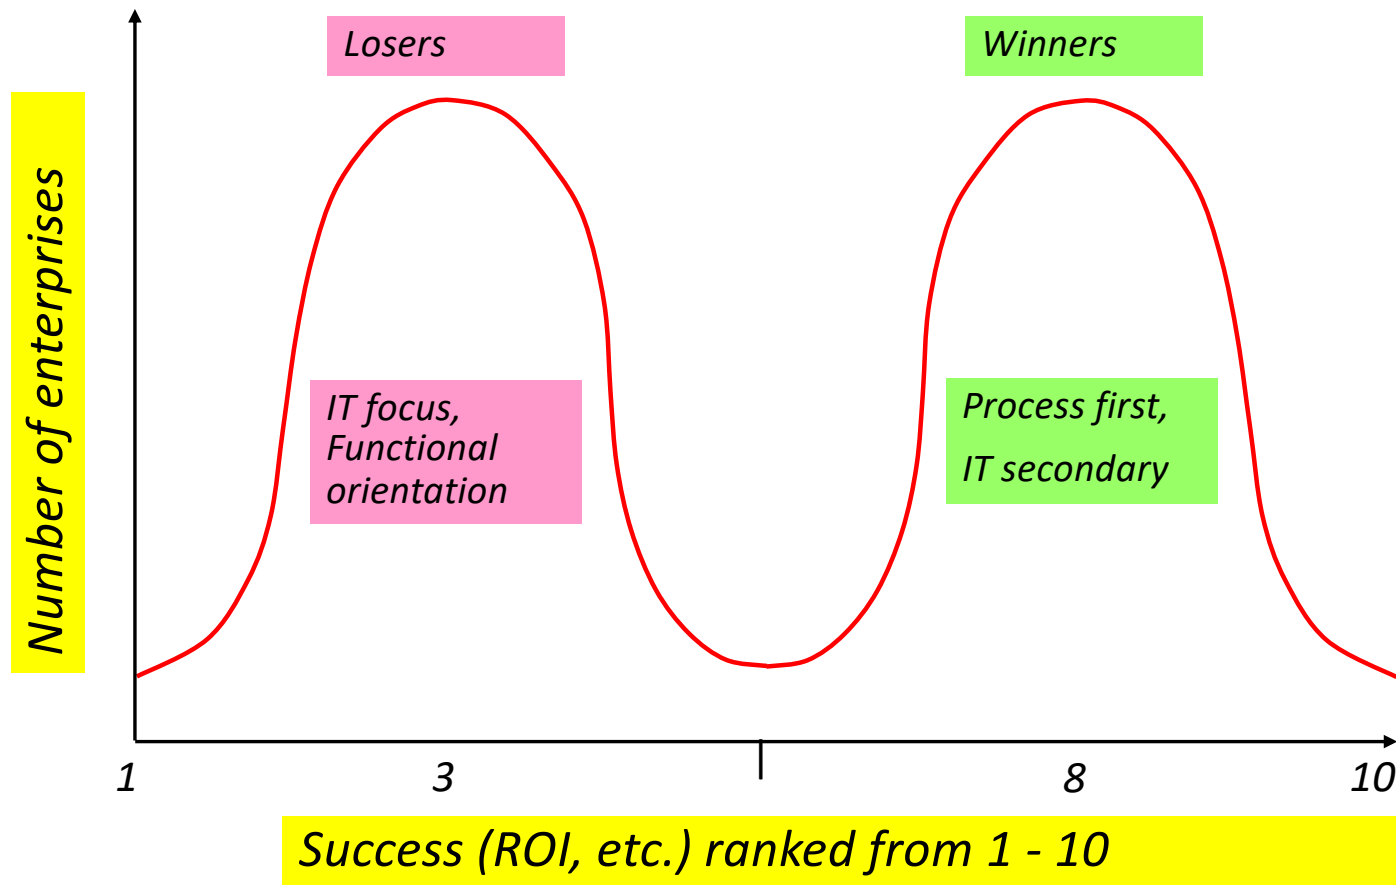 Losers
Winners
Number of enterprises
IT focus,
Functional
orientation
Process first,
IT secondary
1
3
8
10
Success (ROI, etc.) ranked from 1 - 10